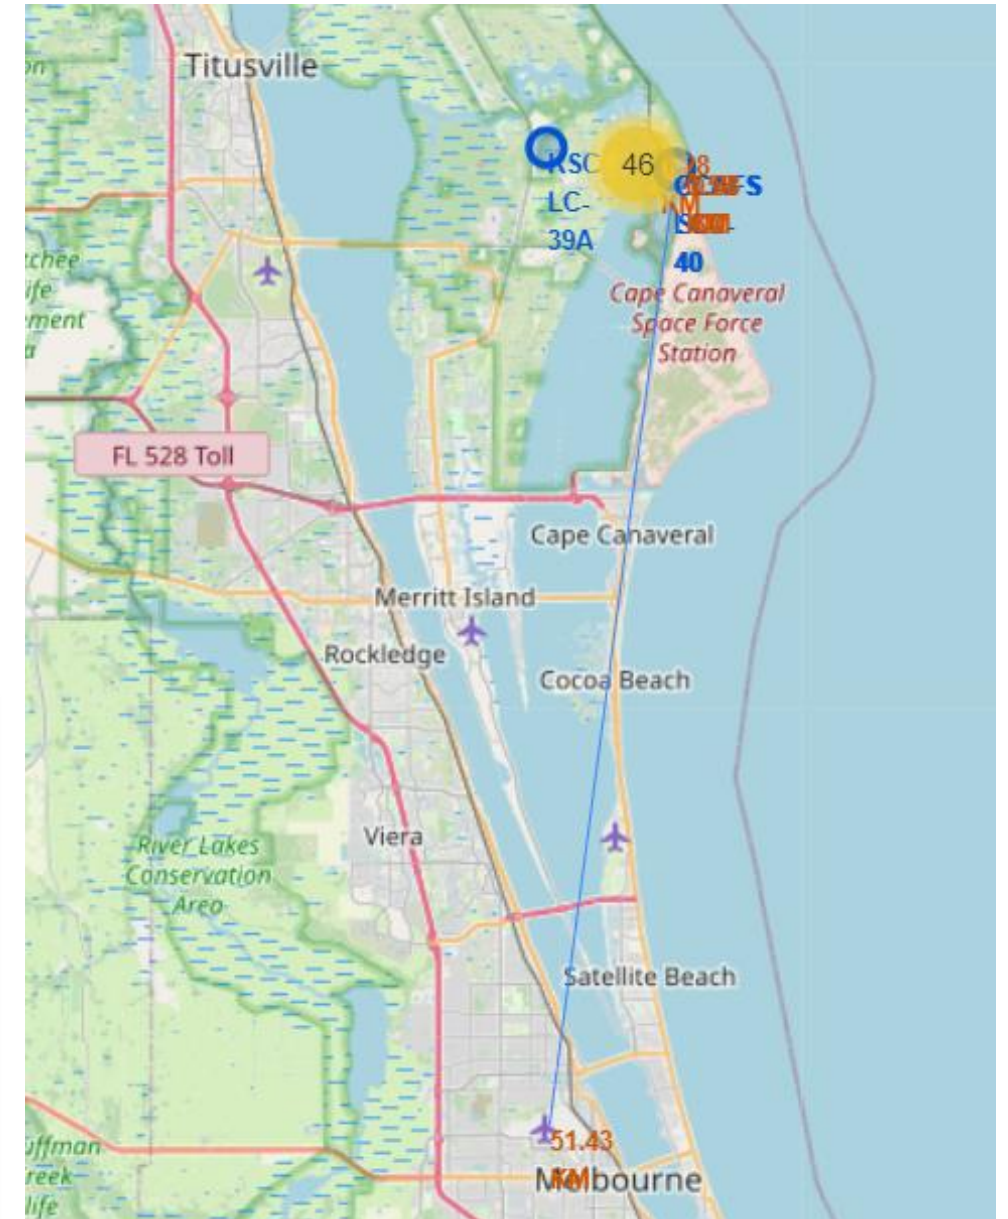 Titusville
KSC
LC-
39A
46
40
Cape Canaveral
Space Force
Station
FL 528 Toll
Cape Canaveral
Merritt Island
Rockledge
Cocoa Beach
Viera
River Lakes
Conservation
Area
Satellite Beach
51.43
KM
Melbourne